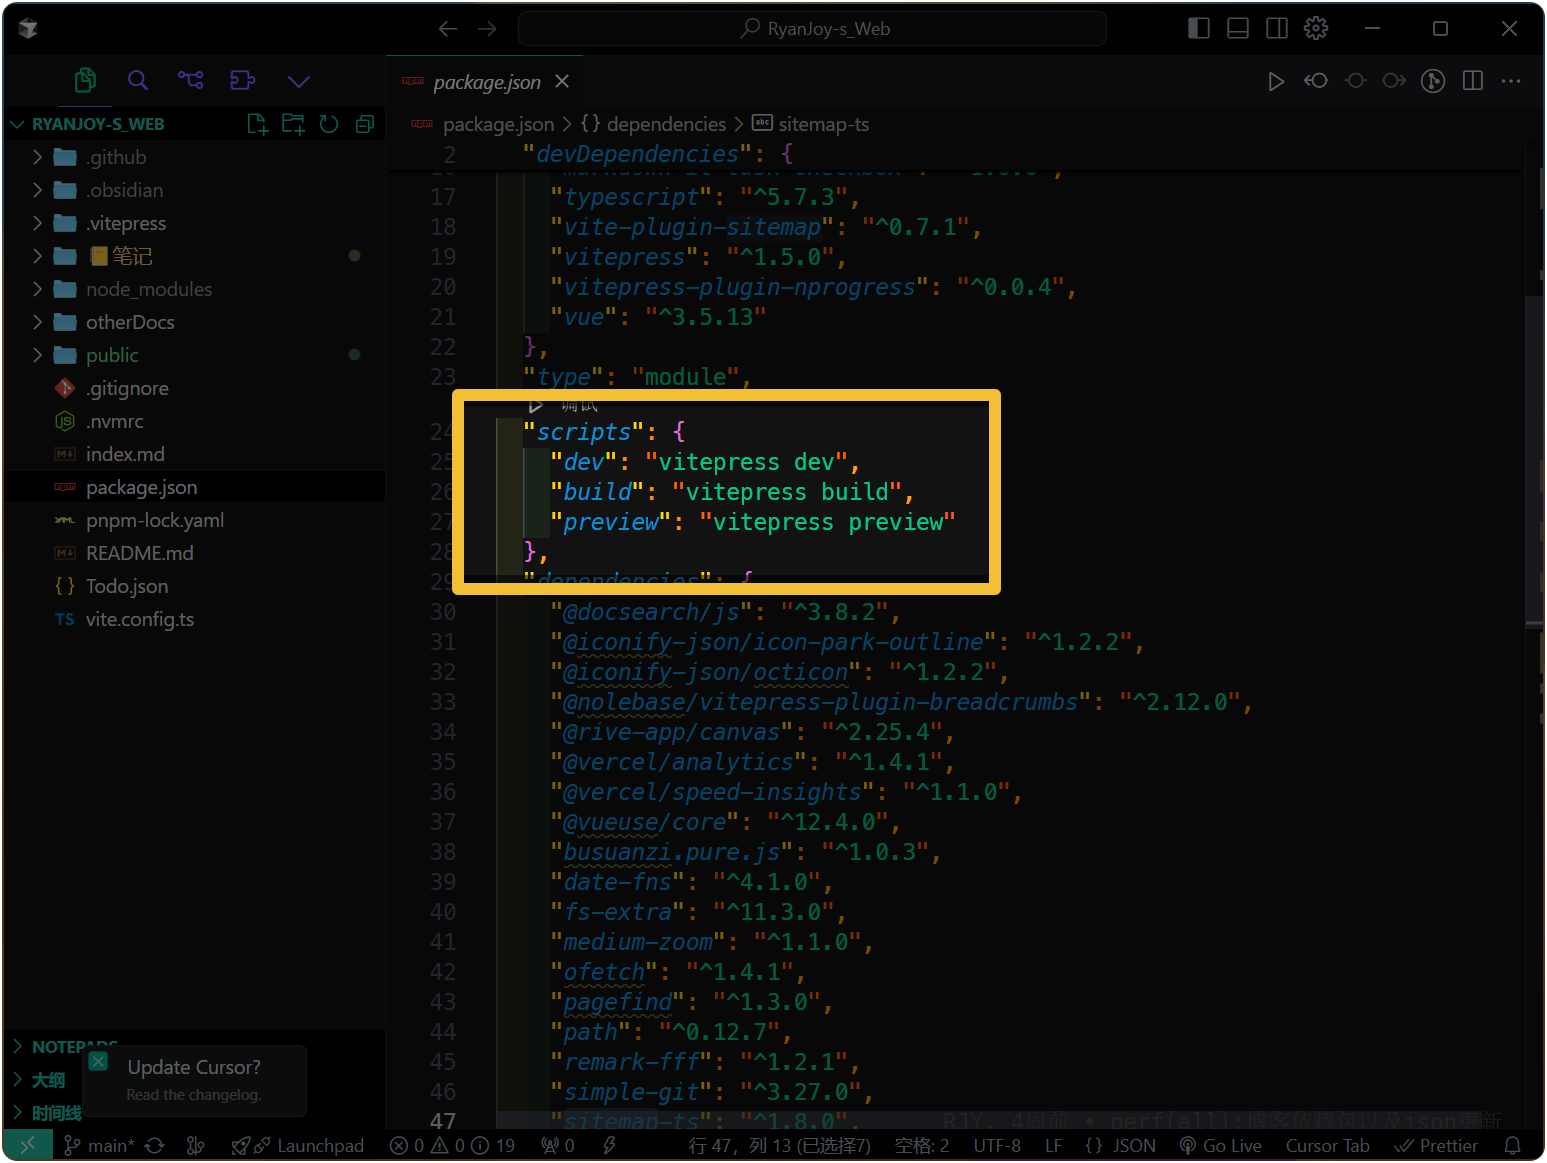 RyanJoy-s_Web
package.json
RYANJOY-S_WEB
.github
.obsidian
.vitepress
📒笔记
node_modules
otherDocs
public
.gitignore
.nvmrc
index.md
package.json
pnpm-lock.yaml
README.md
Todo.json
TS vite.config.ts
NOTEPADS
大纲
时间线
Update Cursor?
Read the changelog.
package.json > {} dependencies > sitemap-ts
2 "devDependencies": {
17 "typescript": "^5.7.3",
18 "vite-plugin-sitemap": "^0.7.1",
19 "vitepress": "^1.5.0",
20 "vitepress-plugin-nprogress": "^0.0.4",
21 "vue": "^3.5.13"
22 },
23 "type": "module",
调试
24 "scripts": {
25 "dev": "vitepress dev",
26 "build": "vitepress build",
27 "preview": "vitepress preview"
28 },
29 "dependencies": {
30 "@docsearch/js": "^3.8.2",
31 "@iconify-json/icon-park-outline": "^1.2.2",
32 "@iconify-json/octicon": "^1.2.2",
33 "@nolebase/vitepress-plugin-breadcrumbs": "^2.12.0",
34 "@rive-app/canvas": "^2.25.4",
35 "@vercel/analytics": "^1.4.1",
36 "@vercel/speed-insights": "^1.1.0",
37 "@vueuse/core": "^12.4.0",
38 "busuanzi.pure.js": "^1.0.3",
39 "date-fns": "^4.1.0",
40 "fs-extra": "^11.3.0",
41 "medium-zoom": "^1.1.0",
42 "ofetch": "^1.4.1",
43 "pagefind": "^1.3.0",
44 "path": "^0.12.7",
45 "remark-fff": "^1.2.1",
46 "simple-git": "^3.27.0",
47 "sitemap-ts": "^1.8.0", RJY, 4周前 • perf(all):博客依赖包以及json更新
main* Launchpad 0 0 19 0 行 47，列 13 (已选择7) 空格: 2 UTF-8 LF {} JSON Go Live Cursor Tab Prettier